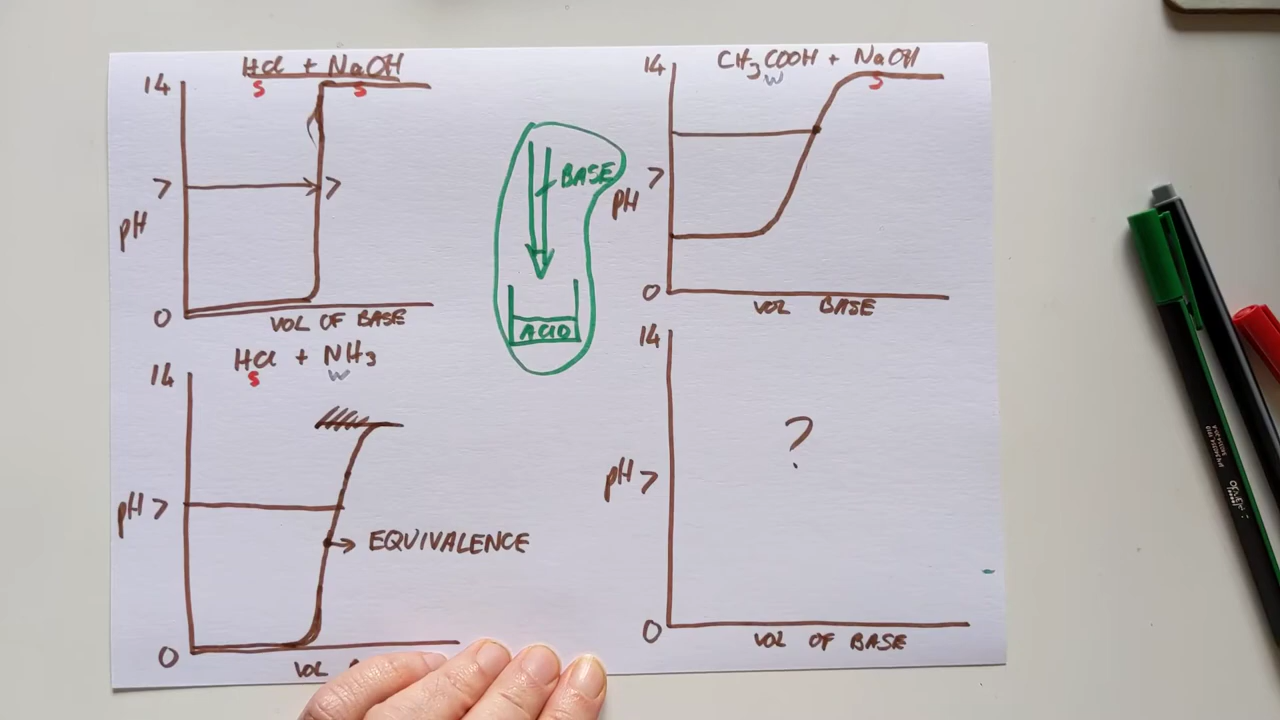 HCl + NaOH
S S
14
7 7
pH
0
VOL OF BASE
BASE
ACID
CH3COOH + NaOH
W S
14
7
pH
0
VOL BASE
HCl + NH3
S W
14
pH 7
EQUIVALENCE
0
VOL
14
?
pH 7
0
VOL OF BASE